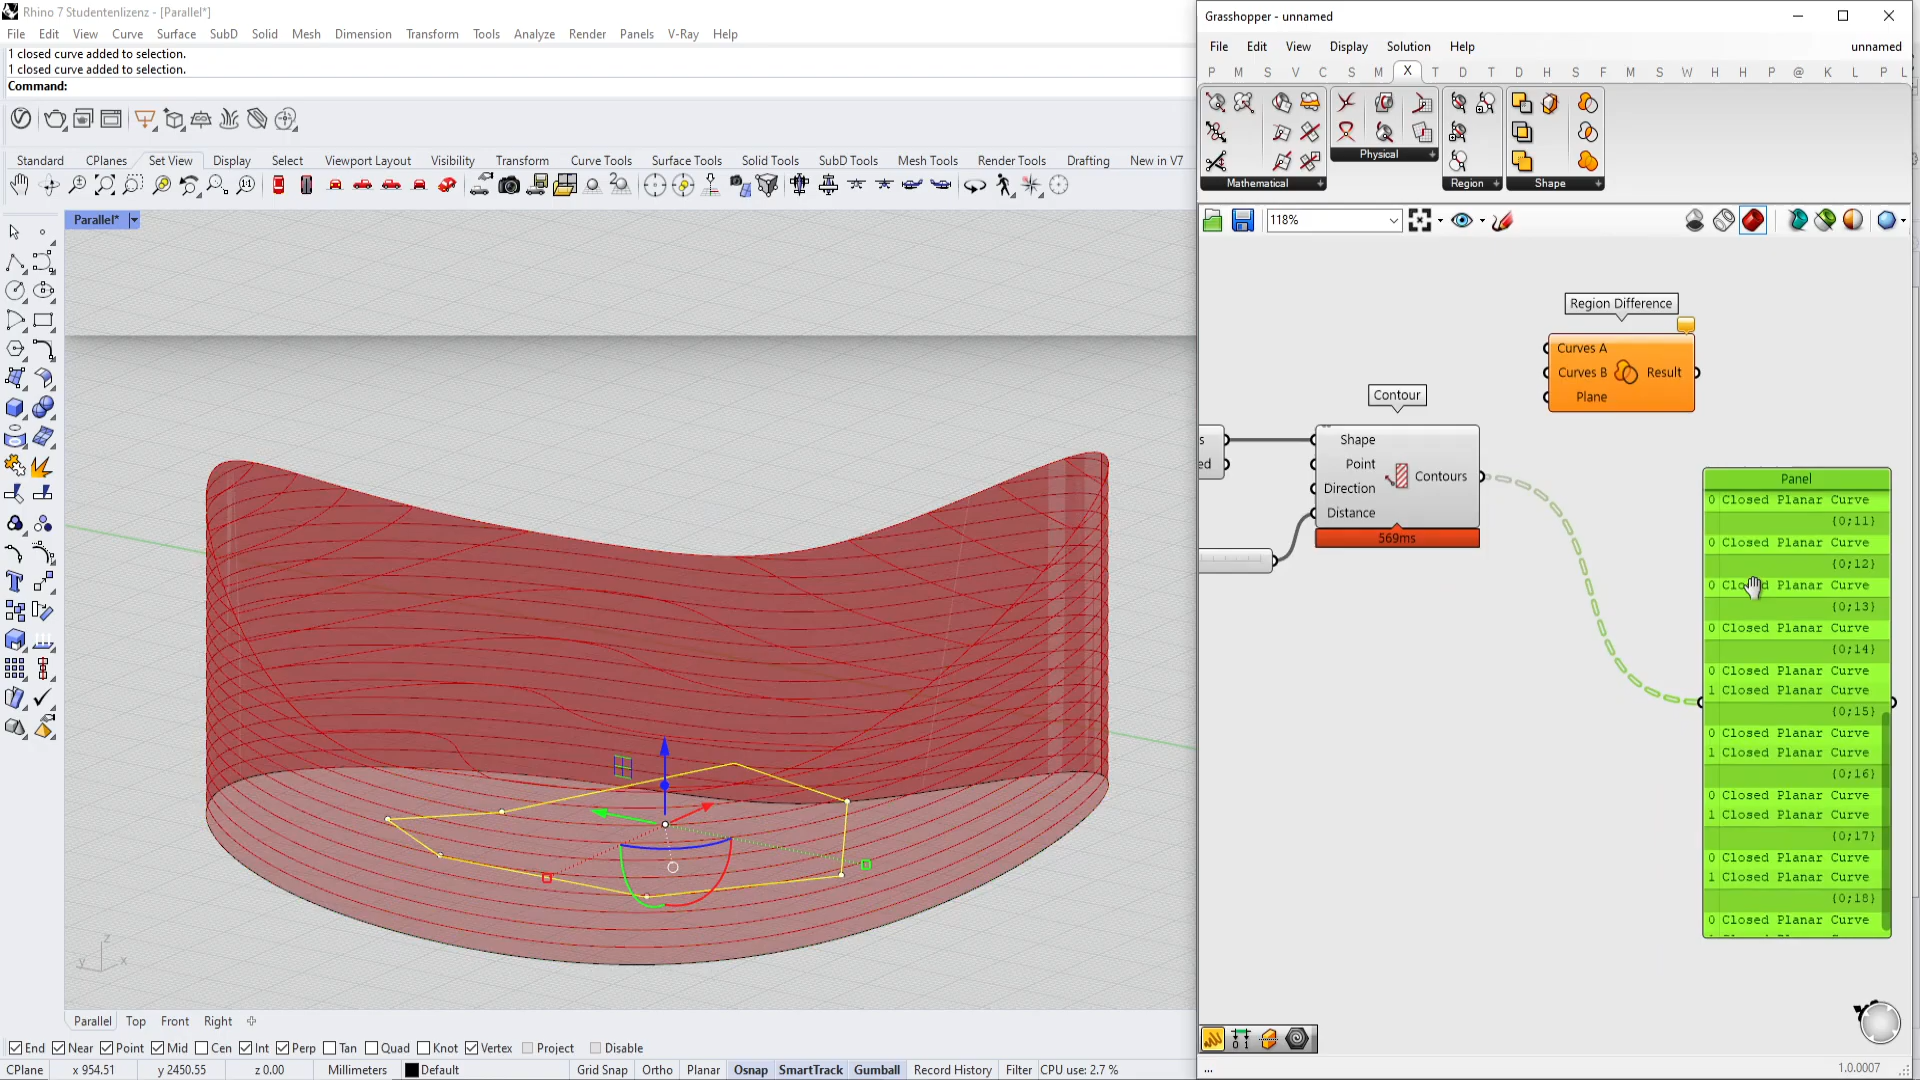 Rhino 7 Studentenlizenz - [Parallel*]
File Edit View Curve Surface SubD Solid Mesh Dimension Transform Tools Analyze Render Panels V-Ray Help
1 closed curve added to selection.
1 closed curve added to selection.
Command:
Standard CPlanes Set View Display Select Viewport Layout Visibility Transform Curve Tools Surface Tools Solid Tools SubD Tools Mesh Tools Render Tools Drafting New in V7
Parallel*
z
y x
Parallel Top Front Right
End Near Point Mid Cen Int Perp Tan Quad Knot Vertex Project Disable
CPlane x 954.51 y 2450.55 z 0.00 Millimeters Default Grid Snap Ortho Planar Osnap SmartTrack Gumball Record History Filter CPU use: 2.7 %
Grasshopper - unnamed
File Edit View Display Solution Help unnamed
P M S V C S M X T D T D H S F M S W H H P @ K L P L
Mathematical Physical Region Shape
118%
Region Difference
Curves A
Curves B Result
Plane
Contour
s Shape
ed Point
Contours
Direction
Distance
569ms
Panel
0 Closed Planar Curve
{0;11}
0 Closed Planar Curve
{0;12}
0 Closed Planar Curve
{0;13}
0 Closed Planar Curve
{0;14}
0 Closed Planar Curve
1 Closed Planar Curve
{0;15}
0 Closed Planar Curve
1 Closed Planar Curve
{0;16}
0 Closed Planar Curve
1 Closed Planar Curve
{0;17}
0 Closed Planar Curve
1 Closed Planar Curve
{0;18}
0 Closed Planar Curve
...
1.0.0007